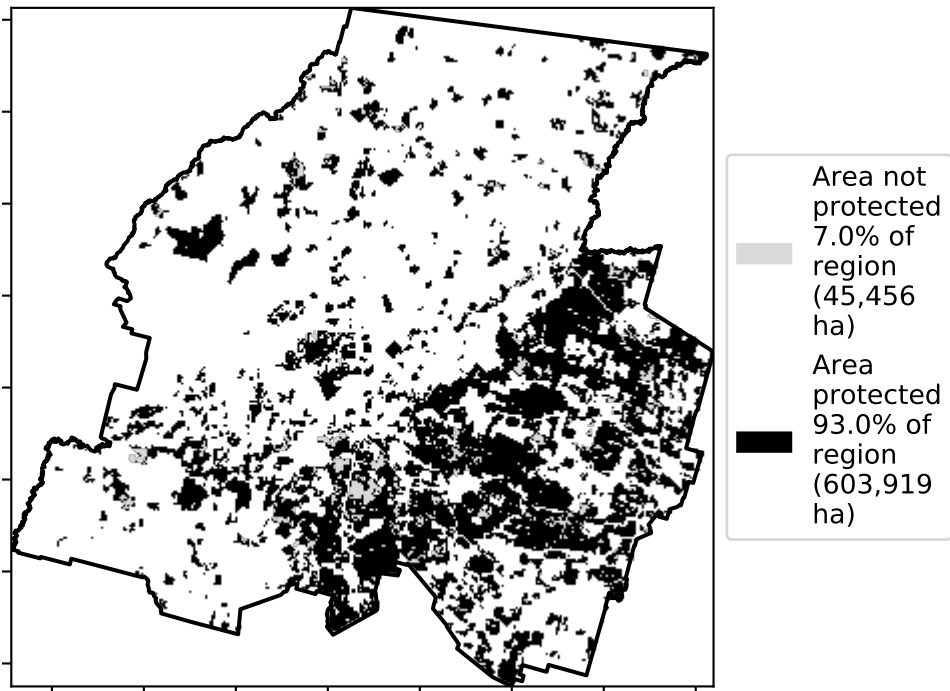 Area not
protected
7.0% of
region
(45,456
ha)
Area
protected
93.0% of
region
(603,919
ha)